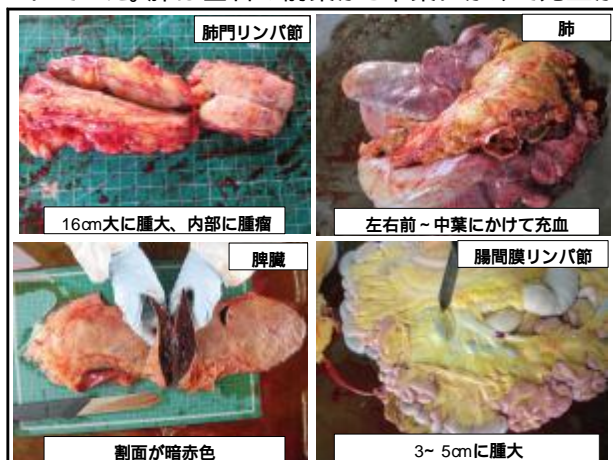 肺門リンパ節
16cm大に腫大、内部に腫瘤
肺
左右前~中葉にかけて充血
脾臓
割面が暗赤色
腸間膜リンパ節
3~5cmに腫大